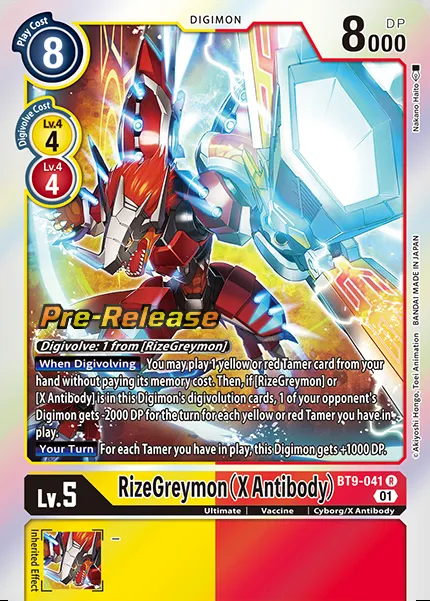 Play Cost
8
DIGIMON
DP
8000
Digivolve Cost
Lv.4
4
Lv.4
4
Nakano Haito
Pre-Release
Digivolve: 1 from [RizeGreymon]
When Digivolving You may play 1 yellow or red Tamer card from your
hand without paying its memory cost. Then, if [RizeGreymon] or
[X Antibody] is in this Digimon's digivolution cards, 1 of your opponent's
Digimon gets -2000 DP for the turn for each yellow or red Tamer you have in
play.
Your Turn For each Tamer you have in play, this Digimon gets +1000 DP.
©Akiyoshi Hongo, Toei Animation BANDAI MADE IN JAPAN
Lv.5
RizeGreymon (X Antibody)
BT9-041 R
01
Ultimate | Vaccine | Cyborg/X Antibody
Inherited Effect
-